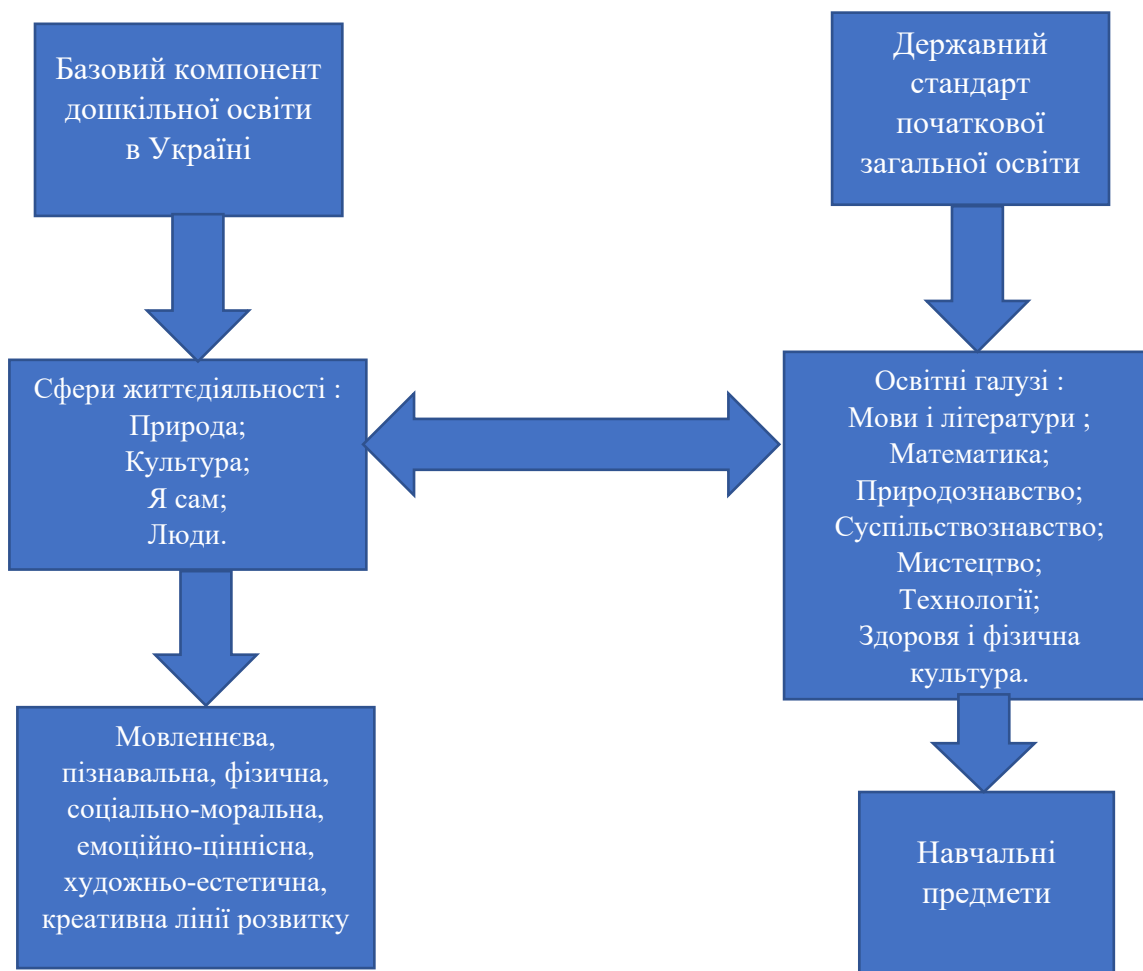 Базовий компонент
дошкільної освіти
в Україні
Державний
стандарт
початкової
загальної освіти
Сфери життєдіяльності :
Природа;
Культура;
Я сам;
Люди.
Освітні галузі :
Мови і літератури ;
Математика;
Природознавство;
Суспільствознавство;
Мистецтво;
Технології;
Здоровя і фізична
культура.
Мовленнєва,
пізнавальна, фізична,
соціально-моральна,
емоційно-ціннісна,
художньо-естетична,
креативна лінії розвитку
Навчальні
предмети